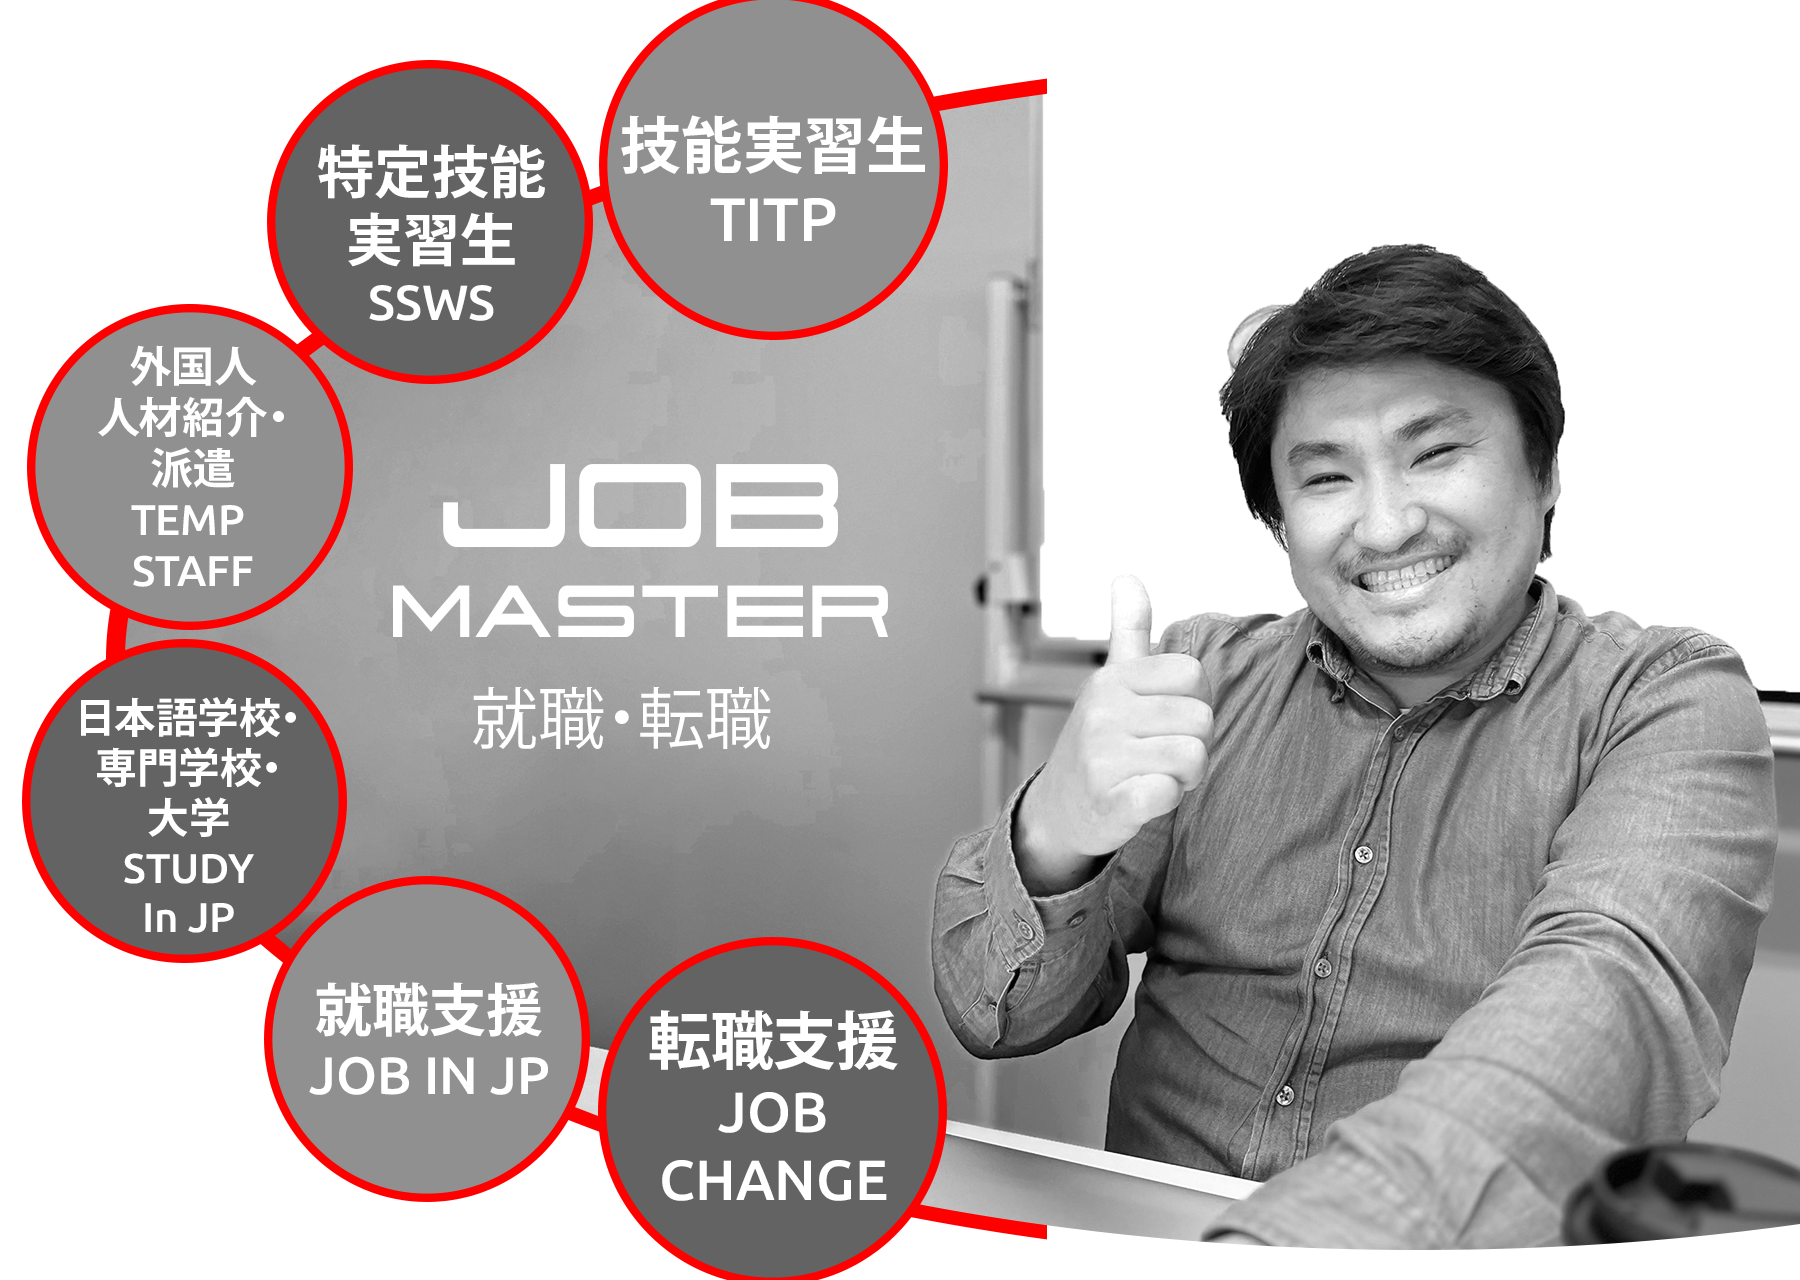 技能実習生
TITP
特定技能
実習生
SSWS
外国人
人材紹介・
派遣
TEMP
STAFF
JOB
MASTER
就職・転職
日本語学校・
専門学校・
大学
STUDY
In JP
就職支援
JOB IN JP
転職支援
JOB
CHANGE